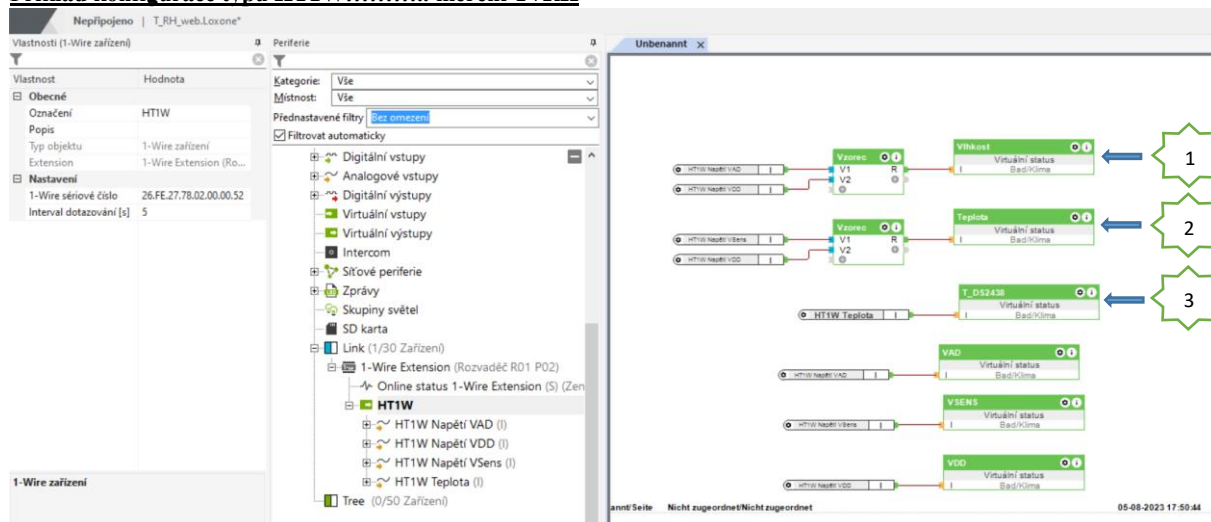 Nepřipojeno | T_RH_web.Loxone*
Vlastnosti (1-Wire zařízení)
Vlastnost Hodnota
Obecné
Označení HT1W
Popis
Typ objektu 1-Wire zařízení
Extension 1-Wire Extension (Ro...
Nastavení
1-Wire sériové číslo 26.FE.27.78.02.00.00.52
Interval dotazování [s] 5
1-Wire zařízení
Periferie
Kategorie: Vše
Místnost: Vše
Přednastavené filtry Bez omezení
Filtrovat automaticky
Digitální vstupy
Analogové vstupy
Digitální výstupy
Virtuální vstupy
Virtuální výstupy
Intercom
Síťové periferie
Zprávy
Skupiny světel
SD karta
Link (1/30 Zařízení)
1-Wire Extension (Rozvaděč R01 P02)
Online status 1-Wire Extension (S) (Zen
HT1W
HT1W Napětí VAD (I)
HT1W Napětí VDD (I)
HT1W Napětí VSens (I)
HT1W Teplota (I)
Tree (0/50 Zařízení)
Unbenannt
HT1W Napětí VAD I
HT1W Napětí VDD I
Vzorec
V1 R
V2
Vlhkost
Virtuální status
I Bad/Klima
1
HT1W Napětí VSens I
HT1W Napětí VDD I
Vzorec
V1 R
V2
Teplota
Virtuální status
I Bad/Klima
2
HT1W Teplota I
T_DS2438
Virtuální status
I Bad/Klima
3
HT1W Napětí VAD I
VAD
Virtuální status
I Bad/Klima
HT1W Napětí VSens I
VSENS
Virtuální status
I Bad/Klima
HT1W Napětí VDD I
VDD
Virtuální status
I Bad/Klima
annt/Seite Nicht zugeordnet/Nicht zugeordnet 05-08-2023 17:50:44